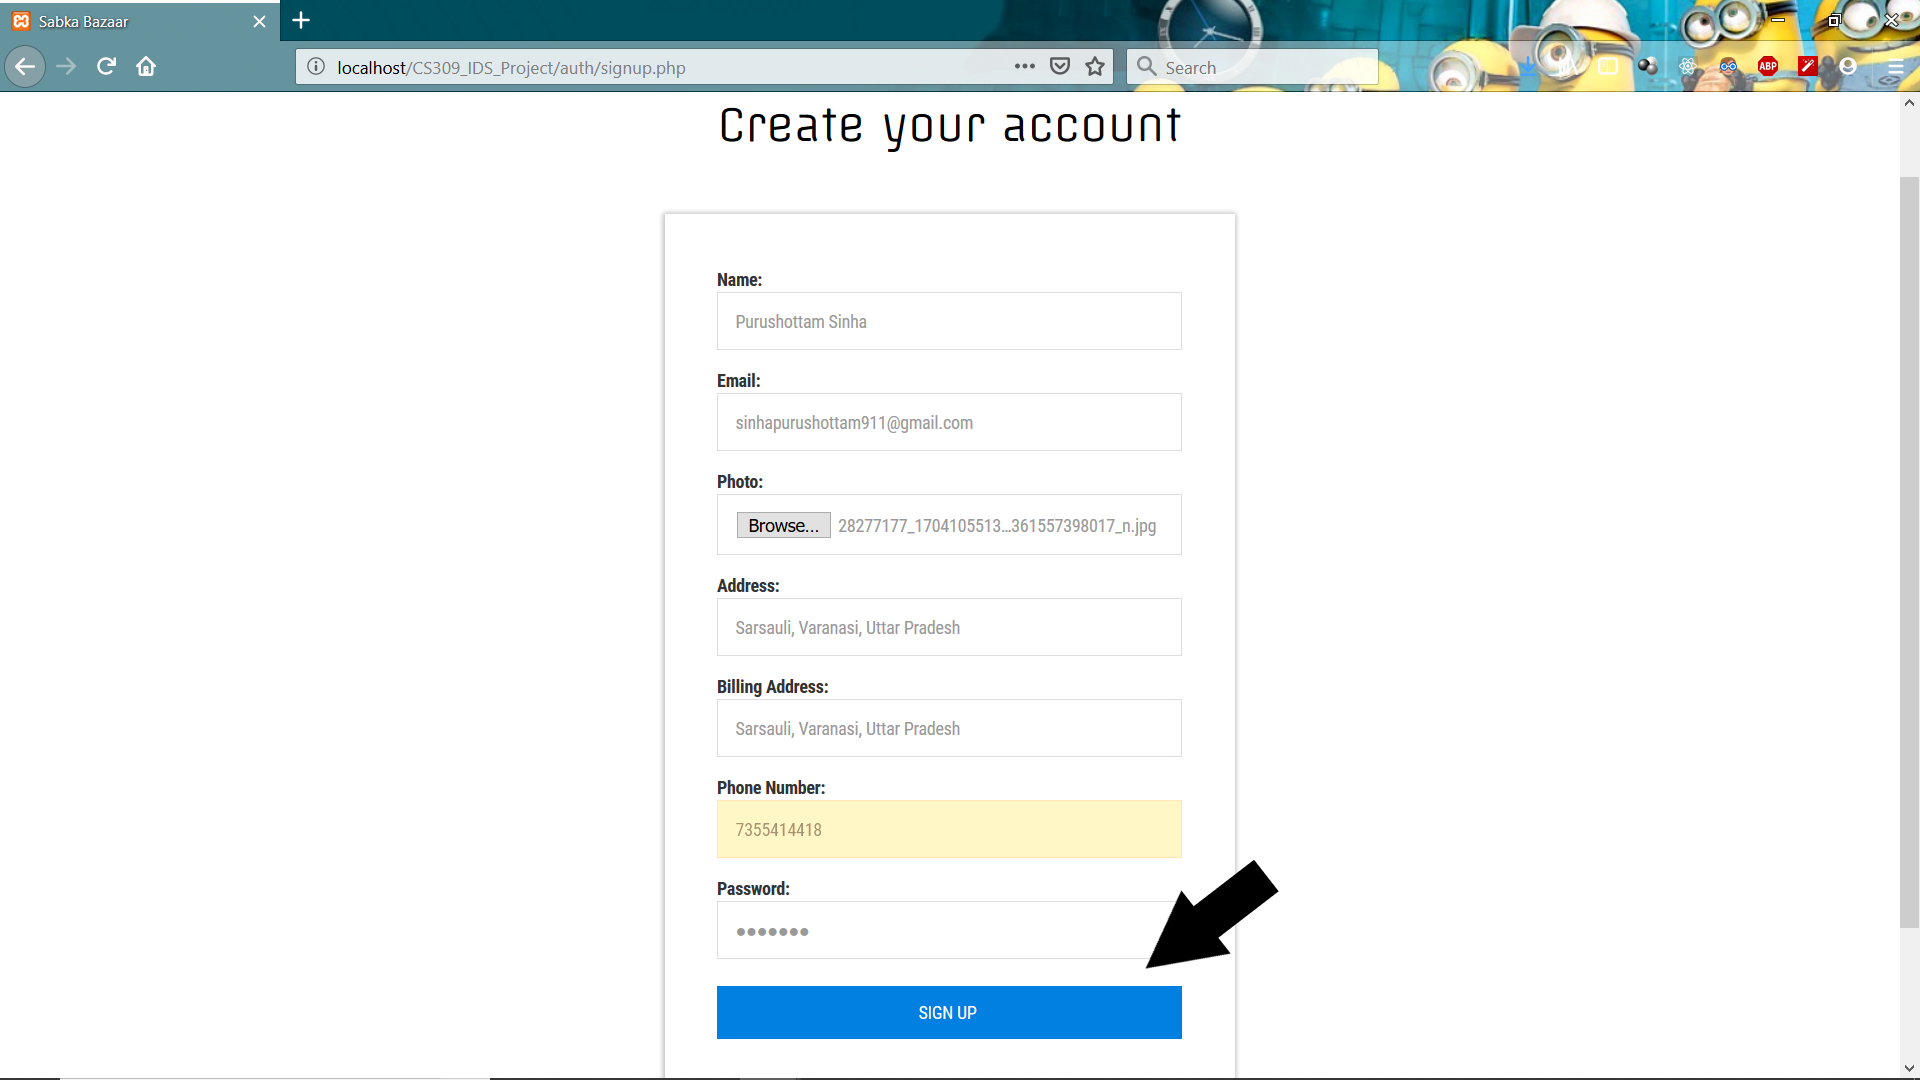 Sabka Bazaar
localhost/CS309_IDS_Project/auth/signup.php
Search
ABP
Create your account
Name:
Purushottam Sinha
Email:
sinhapurushottam911@gmail.com
Photo:
Browse... 28277177_1704105513...361557398017_n.jpg
Address:
Sarsauli, Varanasi, Uttar Pradesh
Billing Address:
Sarsauli, Varanasi, Uttar Pradesh
Phone Number:
7355414418
Password:
●●●●●●●
SIGN UP